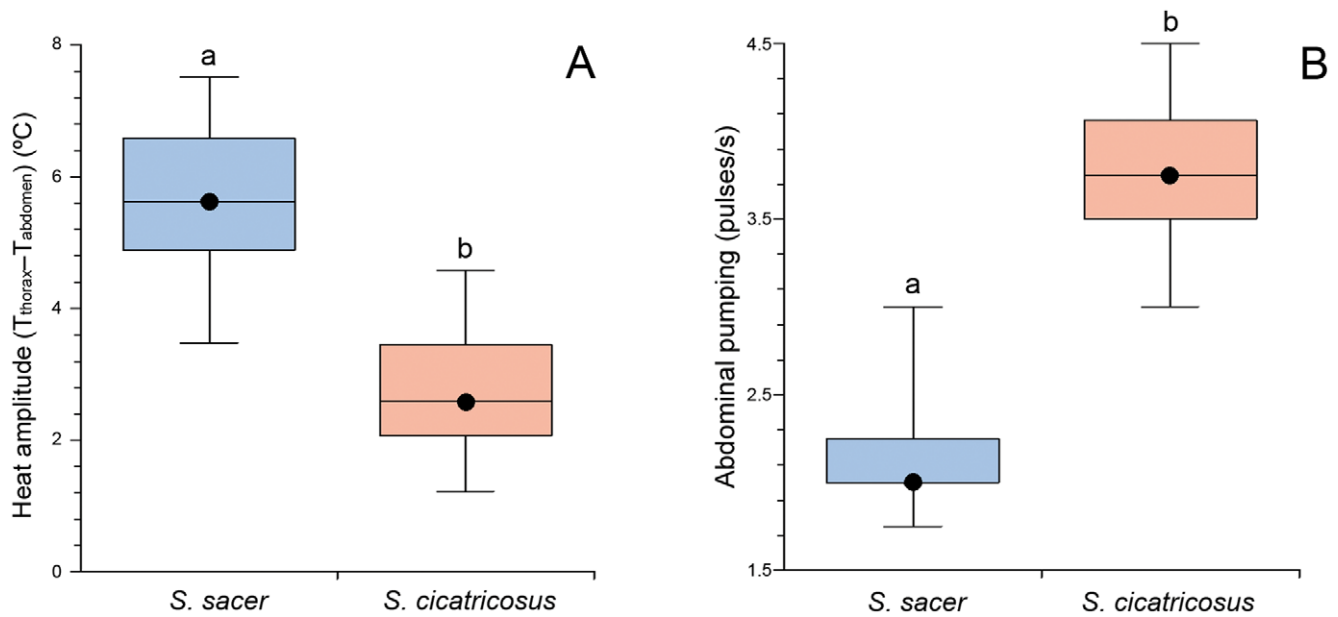 A
Heat amplitude (Tthorax–Tabdomen) (ºC)
8
6
4
2
0
a
b
S. sacer
S. cicatricosus
B
Abdominal pumping (pulses/s)
4.5
3.5
2.5
1.5
a
b
S. sacer
S. cicatricosus